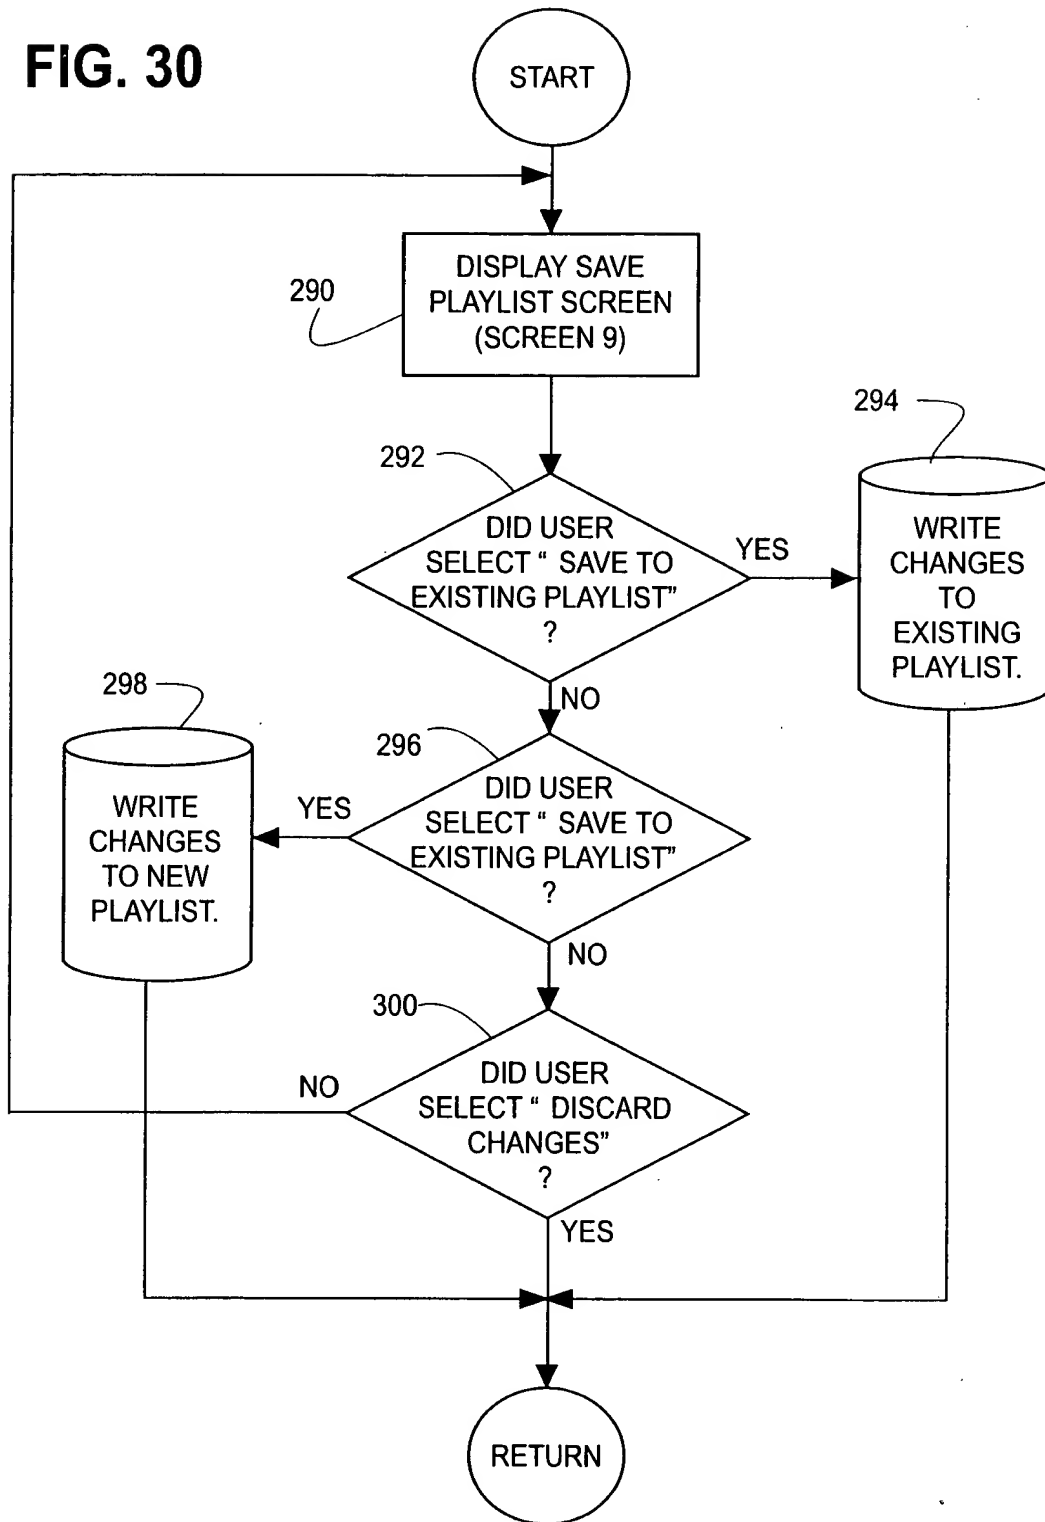 FIG. 30
START
290
DISPLAY SAVE
PLAYLIST SCREEN
(SCREEN 9)
292
DID USER
SELECT “ SAVE TO
EXISTING PLAYLIST”
?
YES
294
WRITE
CHANGES
TO
EXISTING
PLAYLIST.
NO
296
DID USER
SELECT “ SAVE TO
EXISTING PLAYLIST”
?
YES
298
WRITE
CHANGES
TO NEW
PLAYLIST.
NO
300
DID USER
SELECT “ DISCARD
CHANGES”
?
NO
YES
RETURN